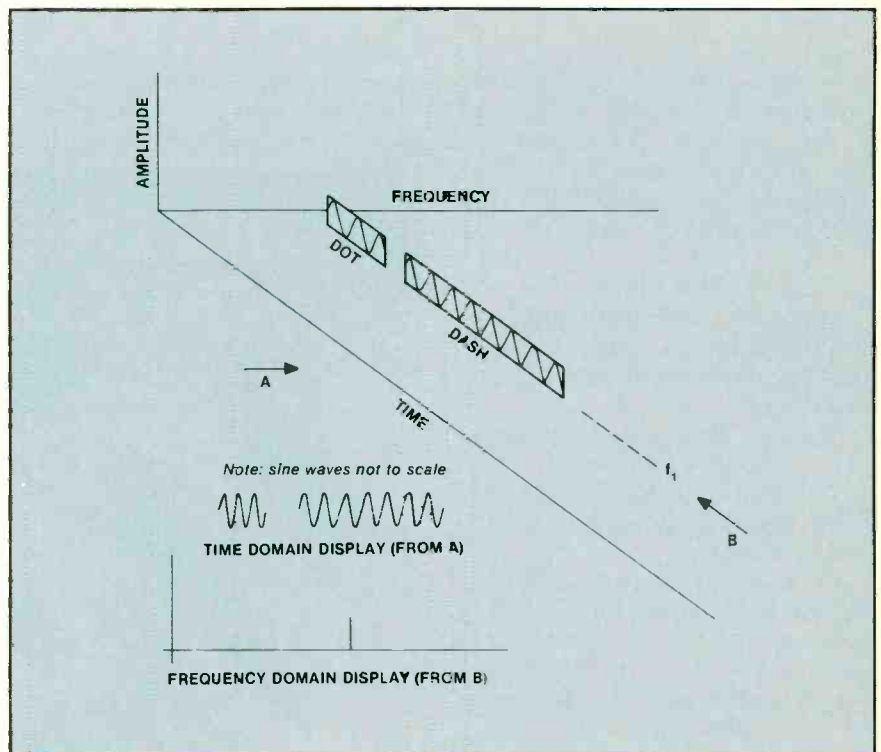 AMPLITUDE
FREQUENCY
DOT
DASH
A
TIME
f₁
B
Note: sine waves not to scale
TIME DOMAIN DISPLAY (FROM A)
FREQUENCY DOMAIN DISPLAY (FROM B)